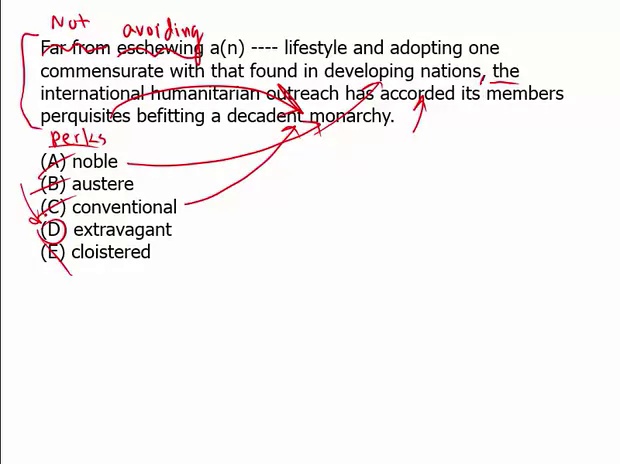 Not avoiding
Far from eschewing a(n) ---- lifestyle and adopting one
commensurate with that found in developing nations, the
international humanitarian outreach has accorded its members
perquisites befitting a decadent monarchy.
perks
(A) noble
(B) austere
(C) conventional
(D) extravagant
(E) cloistered